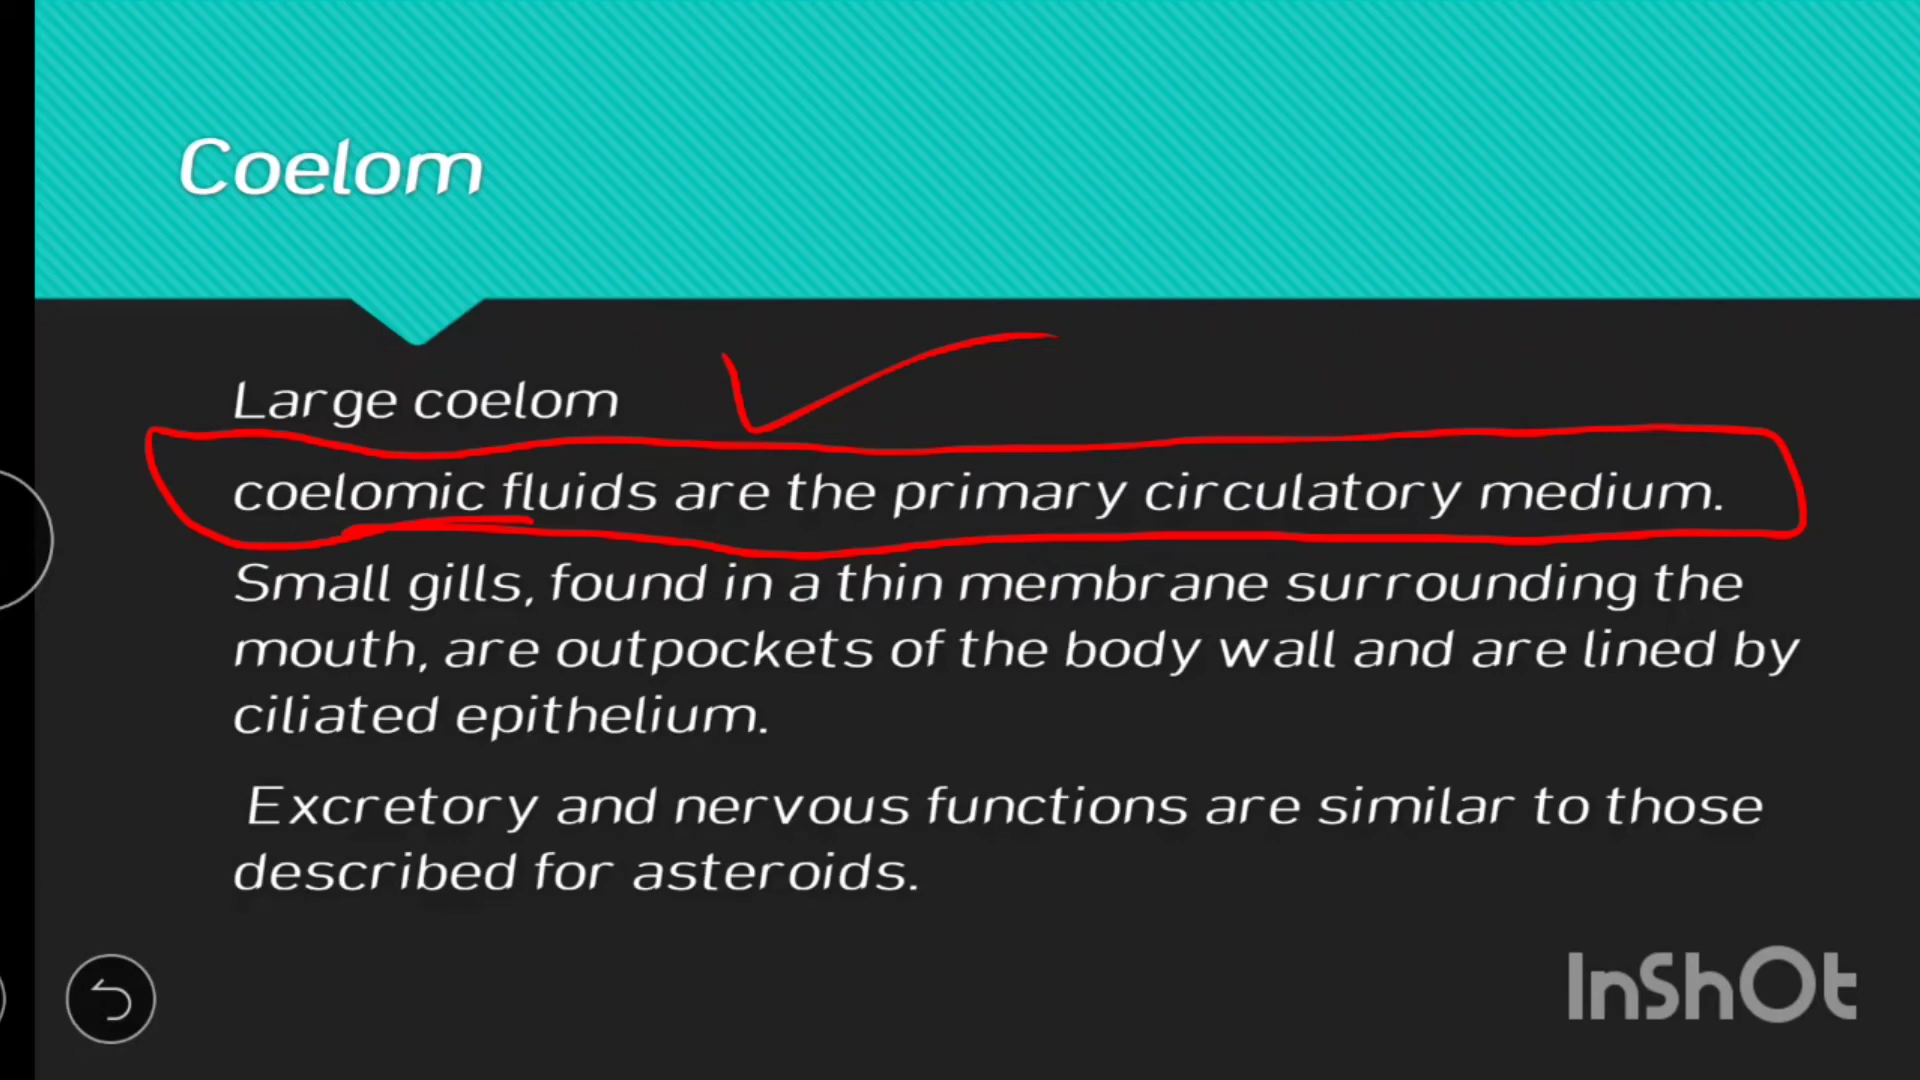 Coelom
Large coelom
coelomic fluids are the primary circulatory medium.
Small gills, found in a thin membrane surrounding the
mouth, are outpockets of the body wall and are lined by
ciliated epithelium.
Excretory and nervous functions are similar to those
described for asteroids.
InShOt